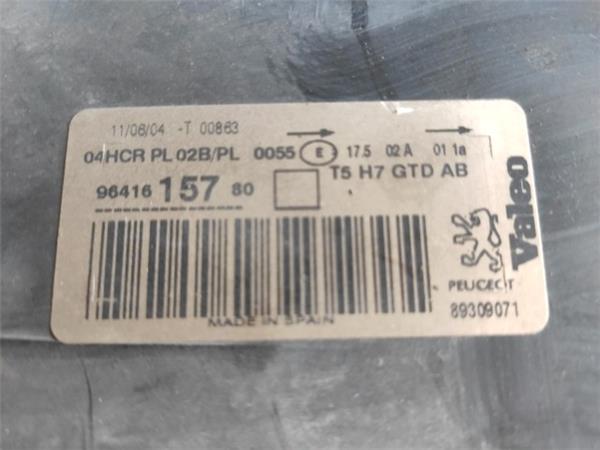 11/06/04 -T 00863
04HCR PL 02B/PL 0055 E 17.5 02 A 01 1a
96416 157 80 T5 H7 GTD AB
Valeo
PEUGEOT
89309071
MADE IN SPAIN